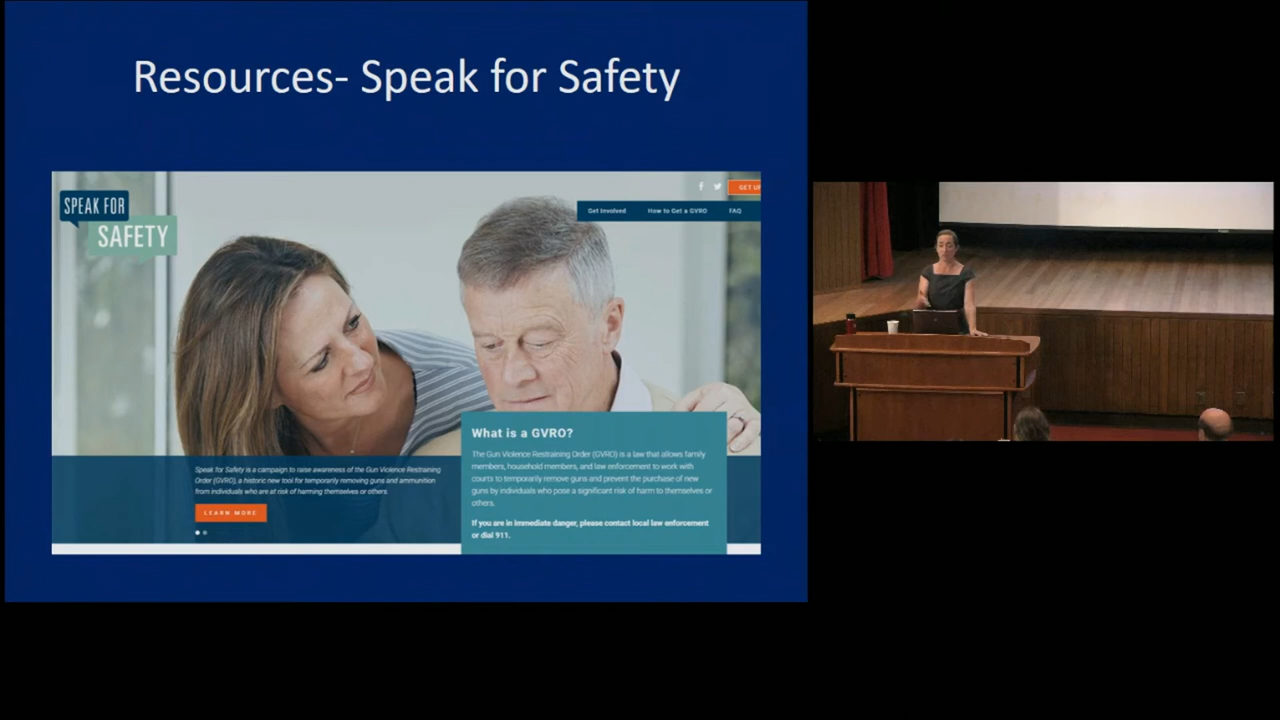 Resources- Speak for Safety
SPEAK FOR
SAFETY
Get Involved How to Get a GVRO FAQ
What is a GVRO?
The Gun Violence Restraining Order (GVRO) is a law that allows family
members, household members, and law enforcement to work with
courts to temporarily remove guns and prevent the purchase of new
guns by individuals who pose a significant risk of harm to themselves or
others.
If you are in immediate danger, please contact local law enforcement
or dial 911.
Speak for Safety is a campaign to raise awareness of the Gun Violence Restraining
Order (GVRO), a historic new tool for temporarily removing guns and ammunition
from individuals who are at risk of harming themselves or others.
LEARN MORE